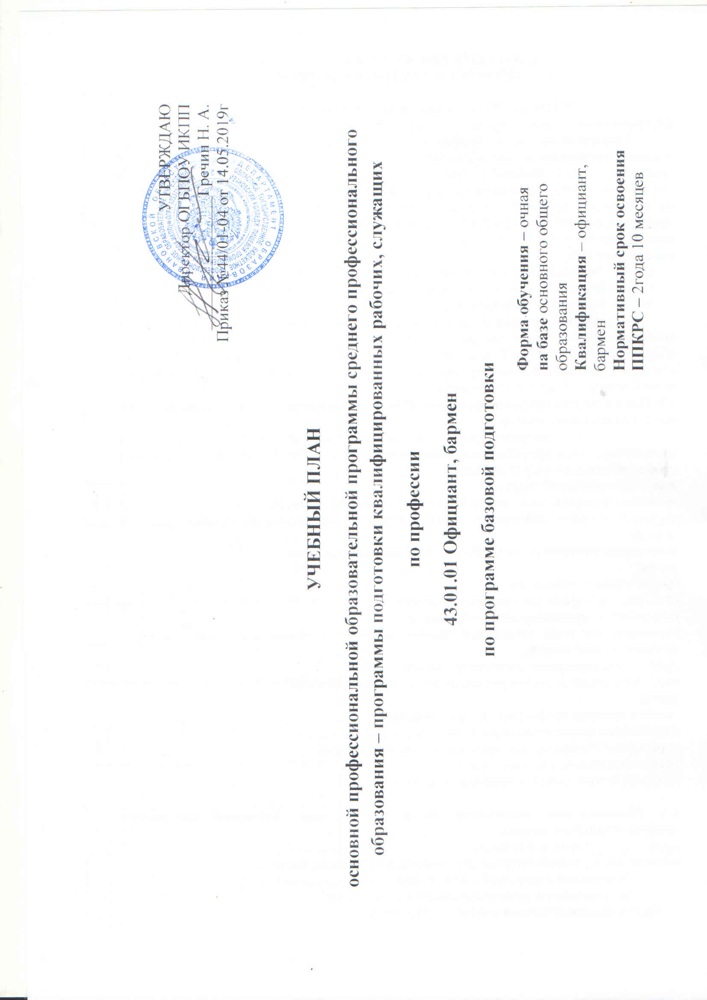 УТВЕРЖДАЮ
Директор ОГБПОУ ИКПП
Гречин Н. А.
Приказ №44/01-04 от 14.05.2019г
УЧЕБНЫЙ ПЛАН
основной профессиональной образовательной программы среднего профессионального
образования – программы подготовки квалифицированных рабочих, служащих
по профессии
43.01.01 Официант, бармен
по программе базовой подготовки
Форма обучения – очная
на базе основного общего
образования
Квалификация – официант,
бармен
Нормативный срок освоения
ППКРС – 2года 10 месяцев